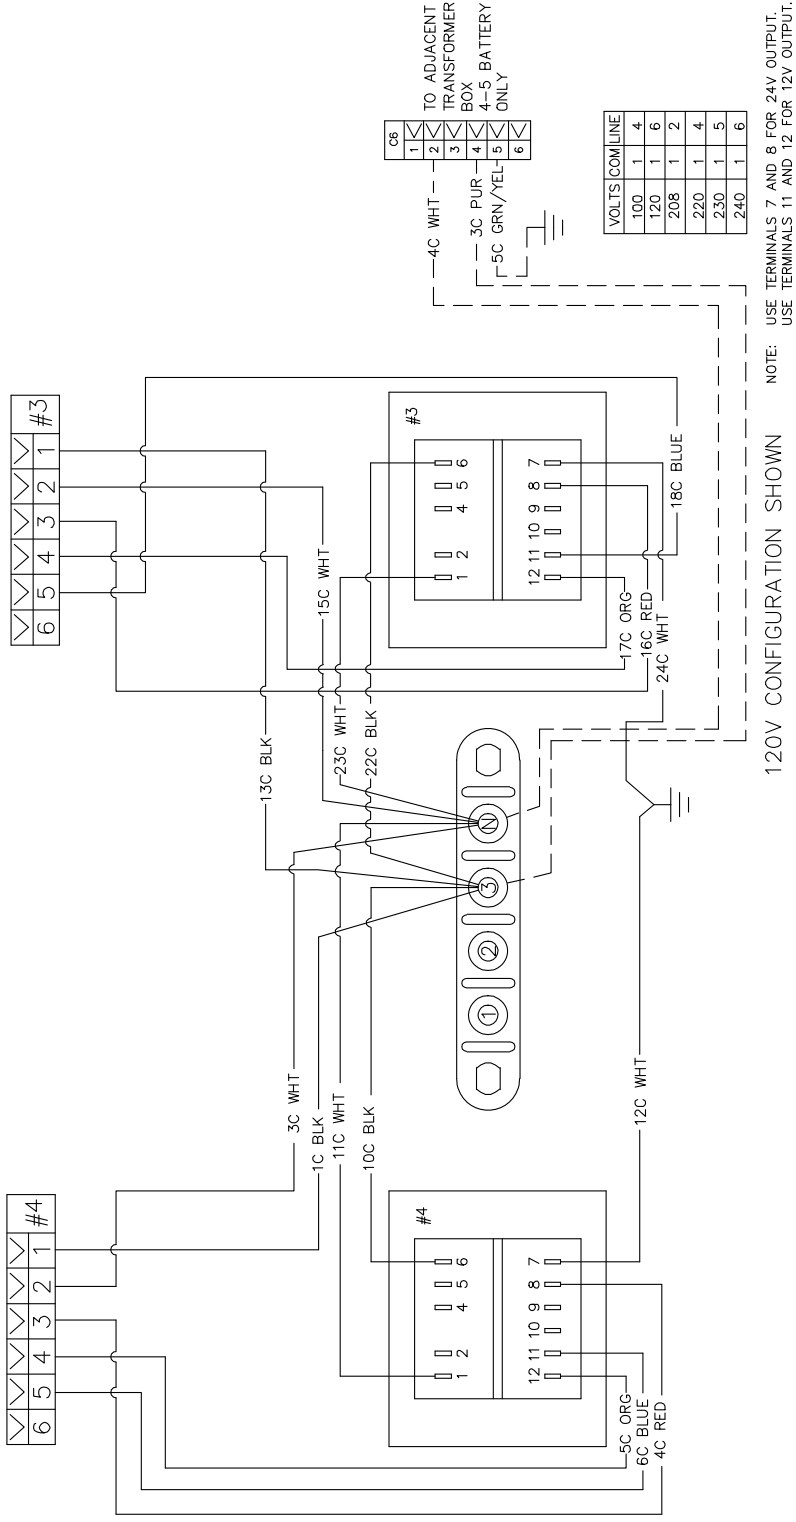 #4
6 5 4 3 2 1
#3
6 5 4 3 2 1
3C WHT
1C BLK
11C WHT
10C BLK
13C BLK
15C WHT
23C WHT
22C BLK
C6
1
2
3
4
5
6
TO ADJACENT
TRANSFORMER
BOX
4-5 BATTERY
ONLY
4C WHT
3C PUR
5C GRN/YEL
#4
1 2 4 5 6
12 11 10 9 8 7
5C ORG
6C BLUE
4C RED
12C WHT
1 2 3 N
#3
1 2 4 5 6
12 11 10 9 8 7
17C ORG
16C RED
24C WHT
18C BLUE
VOLTS COM LINE
100 1 4
120 1 6
208 1 2
220 1 4
230 1 5
240 1 6
120V CONFIGURATION SHOWN
NOTE: USE TERMINALS 7 AND 8 FOR 24V OUTPUT.
USE TERMINALS 11 AND 12 FOR 12V OUTPUT.